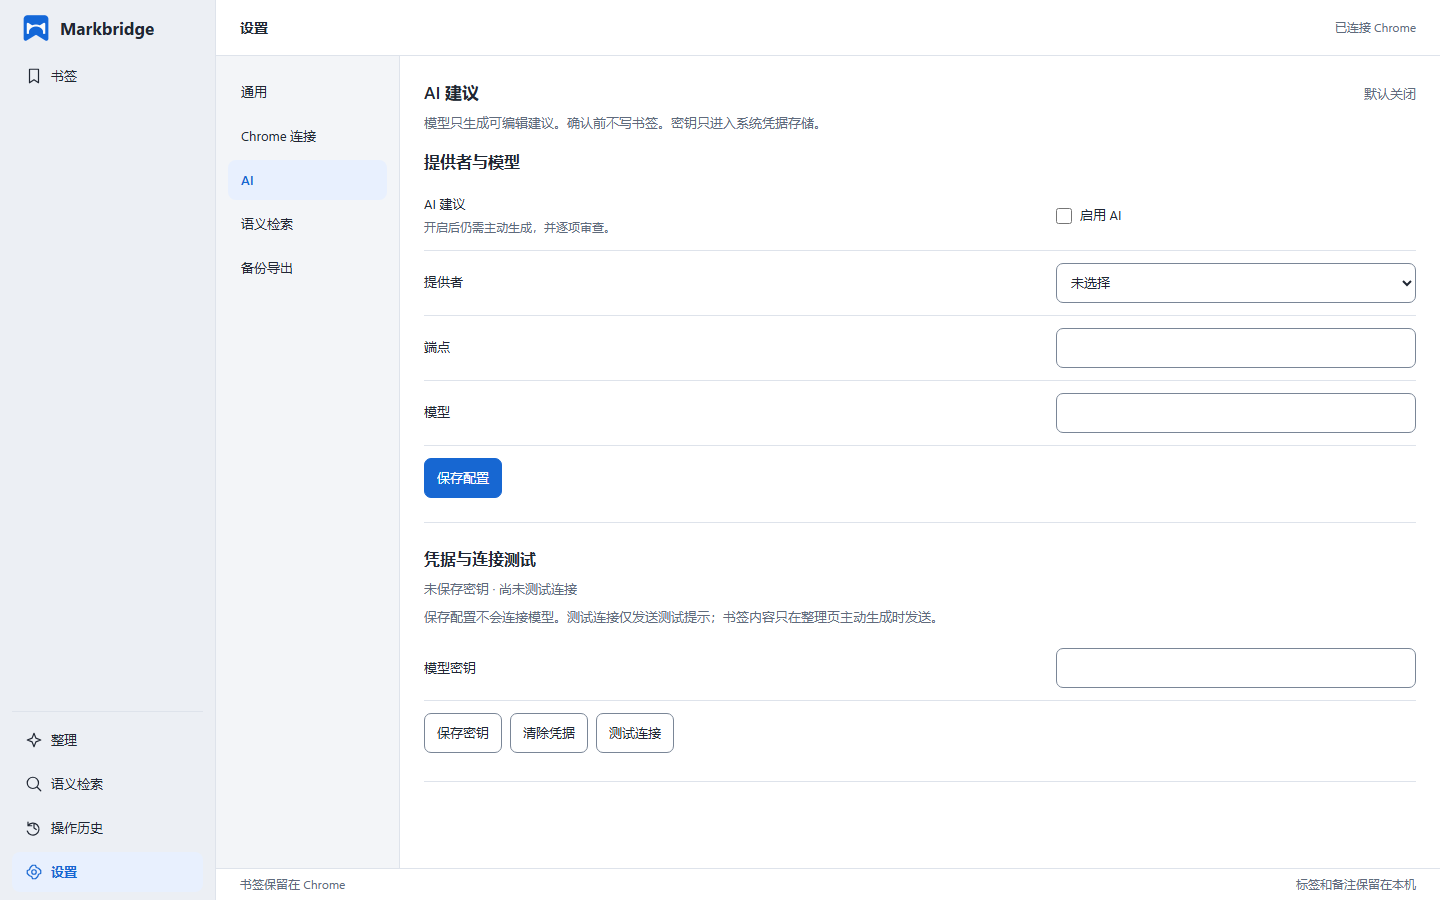 Markbridge
书签
整理
语义检索
操作历史
设置
设置
已连接 Chrome
通用
Chrome 连接
AI
语义检索
备份导出
AI 建议
默认关闭
模型只生成可编辑建议。确认前不写书签。密钥只进入系统凭据存储。
提供者与模型
AI 建议
开启后仍需主动生成，并逐项审查。
启用 AI
提供者
未选择
端点
模型
保存配置
凭据与连接测试
未保存密钥 · 尚未测试连接
保存配置不会连接模型。测试连接仅发送测试提示；书签内容只在整理页主动生成时发送。
模型密钥
保存密钥
清除凭据
测试连接
书签保留在 Chrome
标签和备注保留在本机